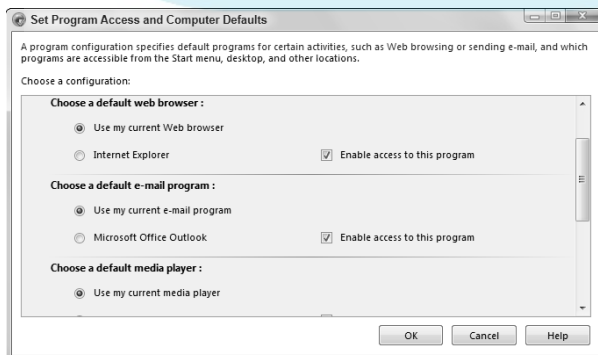 Set Program Access and Computer Defaults
A program configuration specifies default programs for certain activities, such as Web browsing or sending e-mail, and which
programs are accessible from the Start menu, desktop, and other locations.
Choose a configuration:
Choose a default web browser :
Use my current Web browser
Internet Explorer Enable access to this program
Choose a default e-mail program :
Use my current e-mail program
Microsoft Office Outlook Enable access to this program
Choose a default media player :
Use my current media player
OK Cancel Help